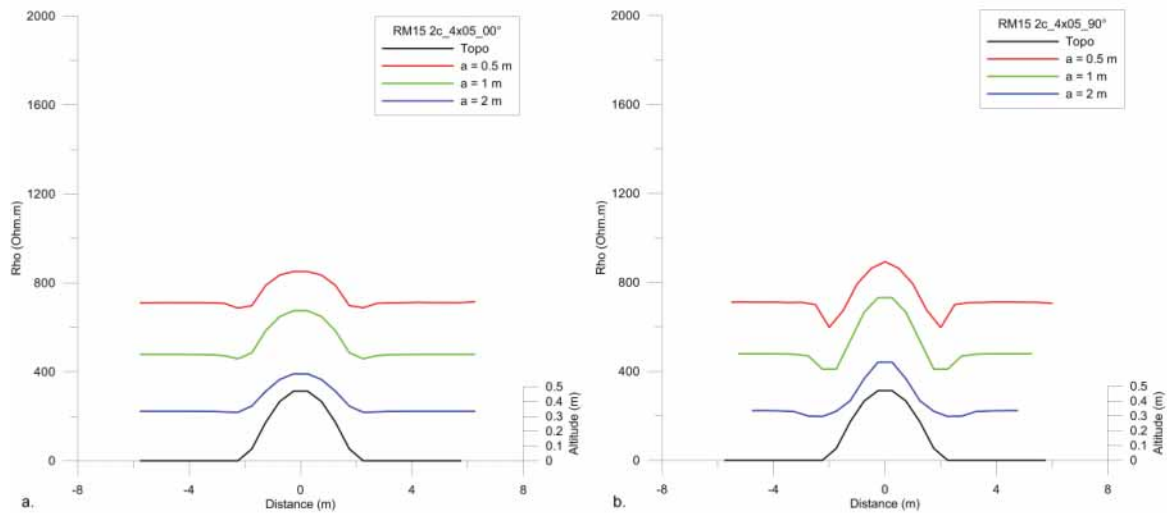 2000
1600
1200
800
400
0
Rho (Ohm.m)
RM15 2c_4x05_00°
Topo
a = 0.5 m
a = 1 m
a = 2 m
0.5
0.4
0.3
0.2
0.1
0
Altitude (m)
-8 -4 0 4 8
Distance (m)
a.
2000
1600
1200
800
400
0
Rho (Ohm.m)
RM15 2c_4x05_90°
Topo
a = 0.5 m
a = 1 m
a = 2 m
0.5
0.4
0.3
0.2
0.1
0
Altitude (m)
-8 -4 0 4 8
Distance (m)
b.